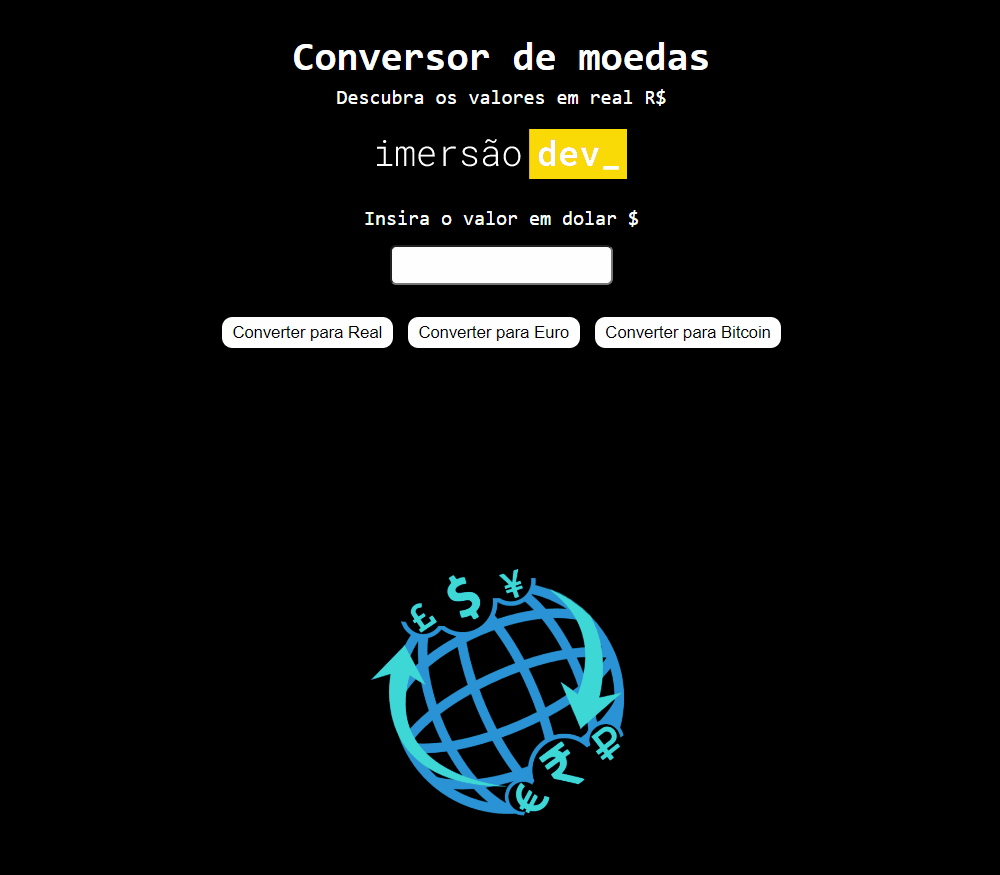 Conversor de moedas
Descubra os valores em real R$
imersão dev_
Insira o valor em dolar $
Converter para Real Converter para Euro Converter para Bitcoin
£ $ ¥
€ ₹ ₽